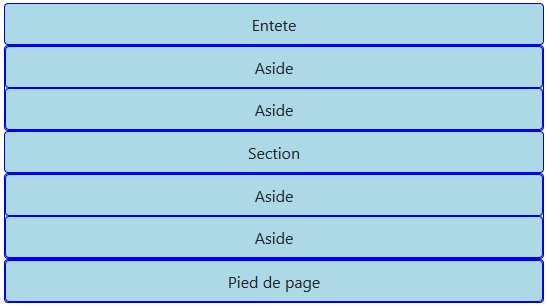 Entete
Aside
Aside
Section
Aside
Aside
Pied de page